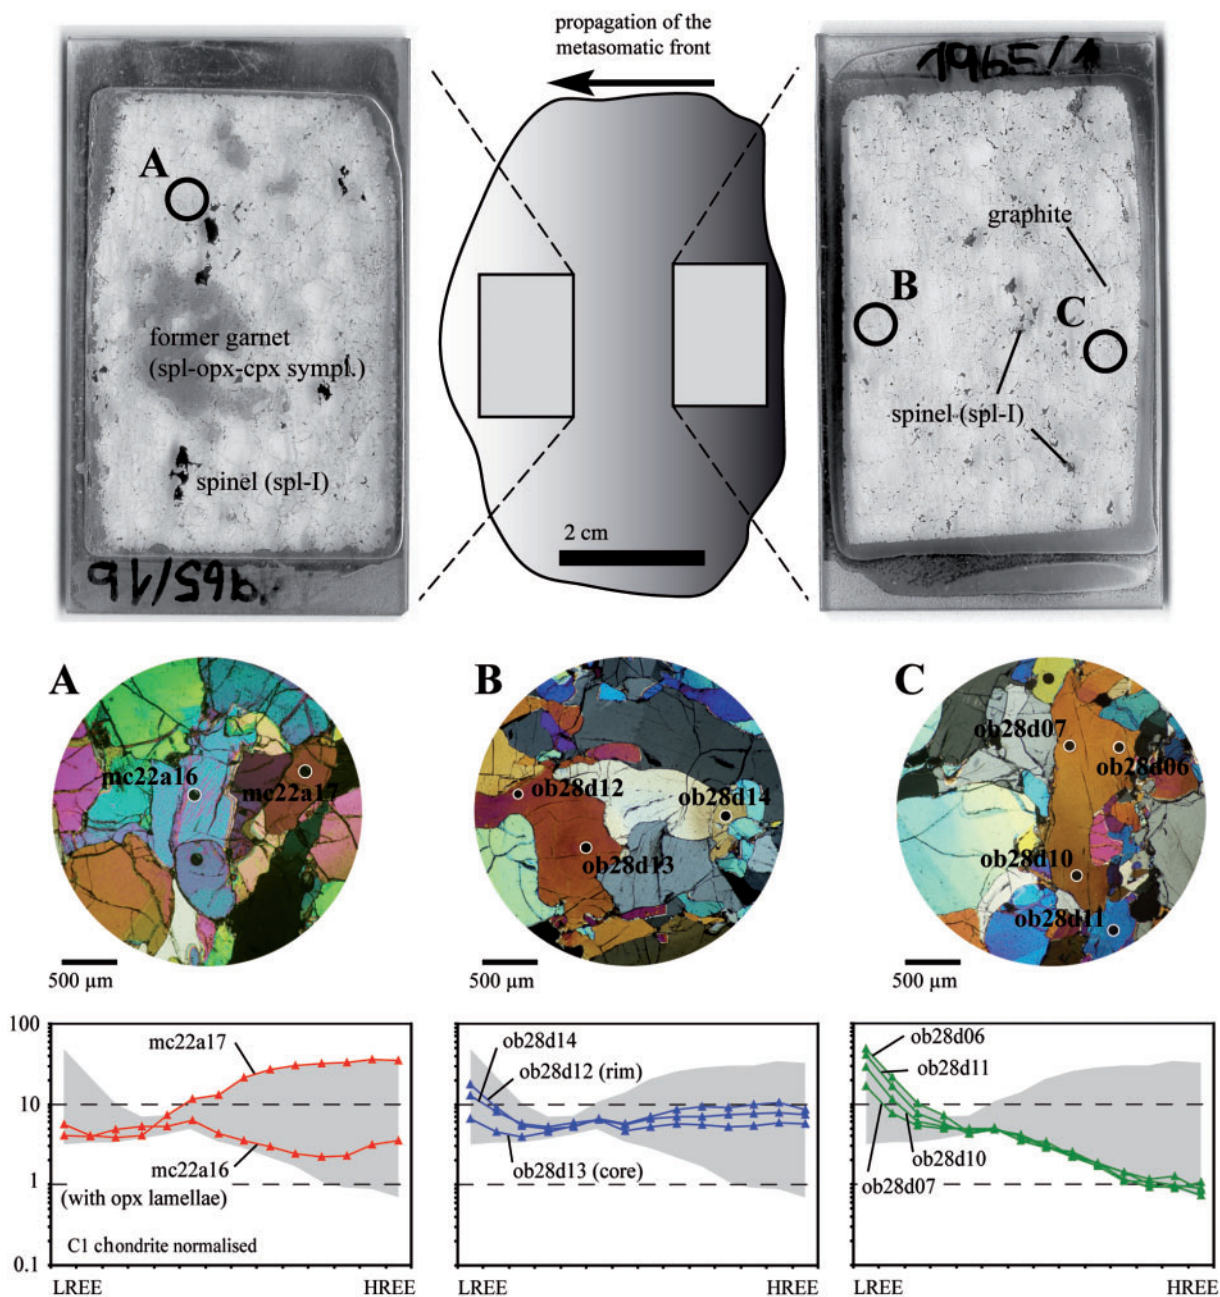 propagation of the
metasomatic front
1965/1
A
graphite
B
C
former garnet
(spl-opx-cpx sympl.)
spinel (spl-I)
spinel (spl-I)
2 cm
965/1b
A
B
C
mc22a16
mc22a17
ob28d12
ob28d14
ob28d13
ob28d07
ob28d06
ob28d10
ob28d11
500 µm
500 µm
500 µm
100
10
1
0.1
mc22a17
mc22a16
(with opx lamellae)
C1 chondrite normalised
LREE
HREE
ob28d14
ob28d12 (rim)
ob28d13 (core)
LREE
HREE
ob28d06
ob28d11
ob28d10
ob28d07
LREE
HREE